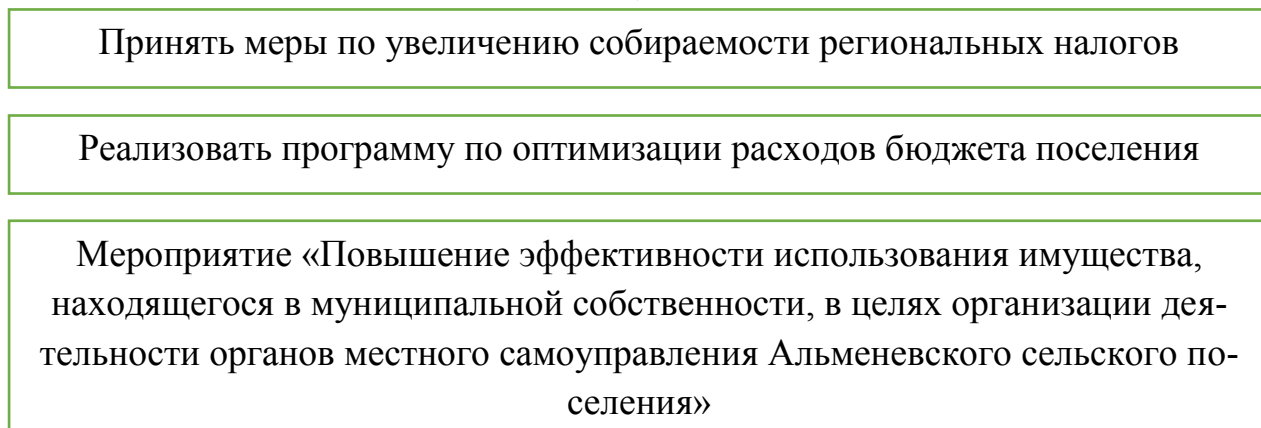 Принять меры по увеличению собираемости региональных налогов
Реализовать программу по оптимизации расходов бюджета поселения
Мероприятие «Повышение эффективности использования имущества,
находящегося в муниципальной собственности, в целях организации дея-
тельности органов местного самоуправления Альменевского сельского по-
селения»